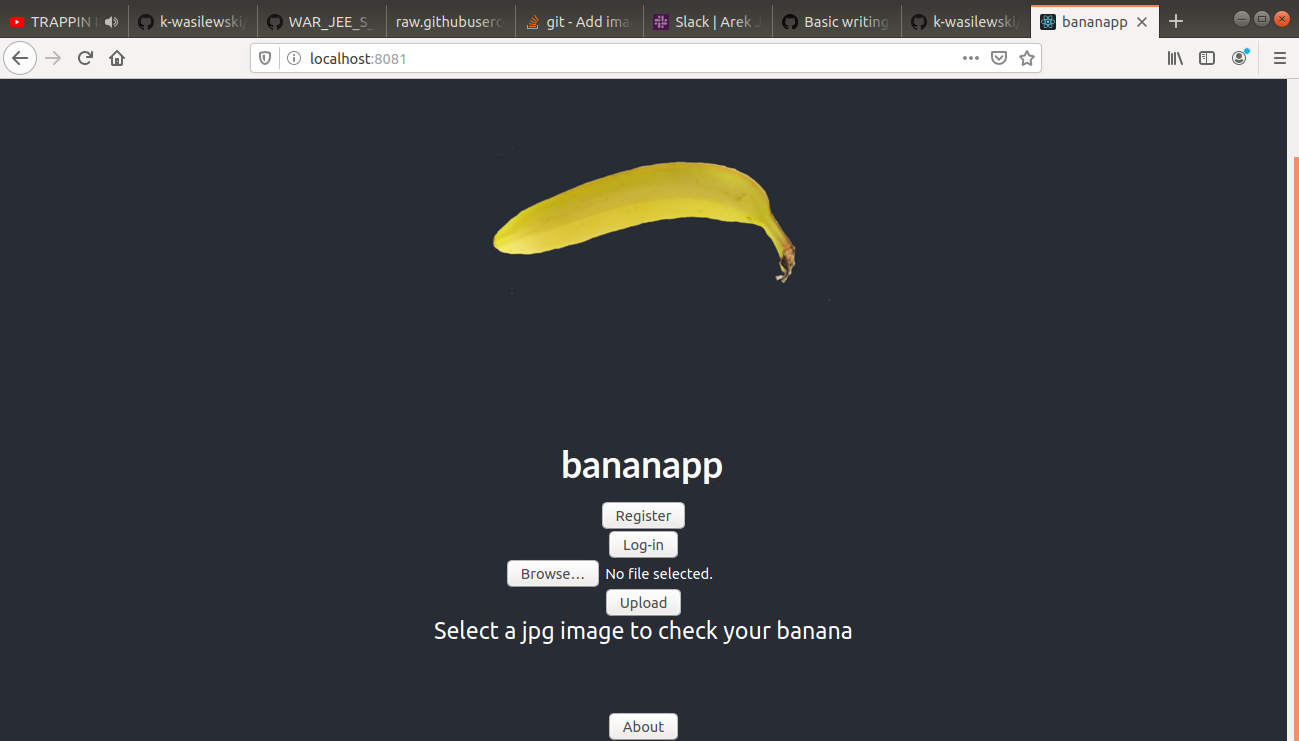 TRAPPIN
k-wasilewski/
WAR_JEE_S_
raw.githubuserc
git - Add ima
Slack | Arek J
Basic writing
k-wasilewski/
bananapp
localhost:8081
bananapp
Register
Log-in
Browse... No file selected.
Upload
Select a jpg image to check your banana
About